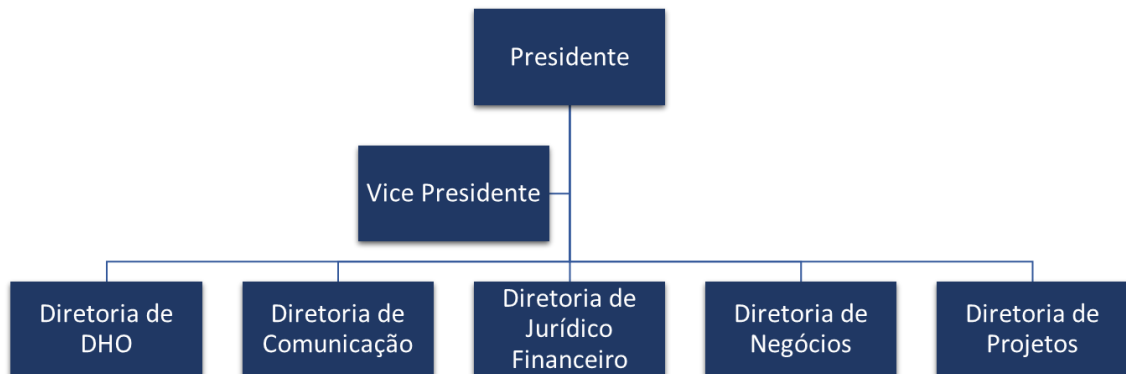 Presidente
Vice Presidente
Diretoria de
DHO
Diretoria de
Comunicação
Diretoria de
Jurídico
Financeiro
Diretoria de
Negócios
Diretoria de
Projetos